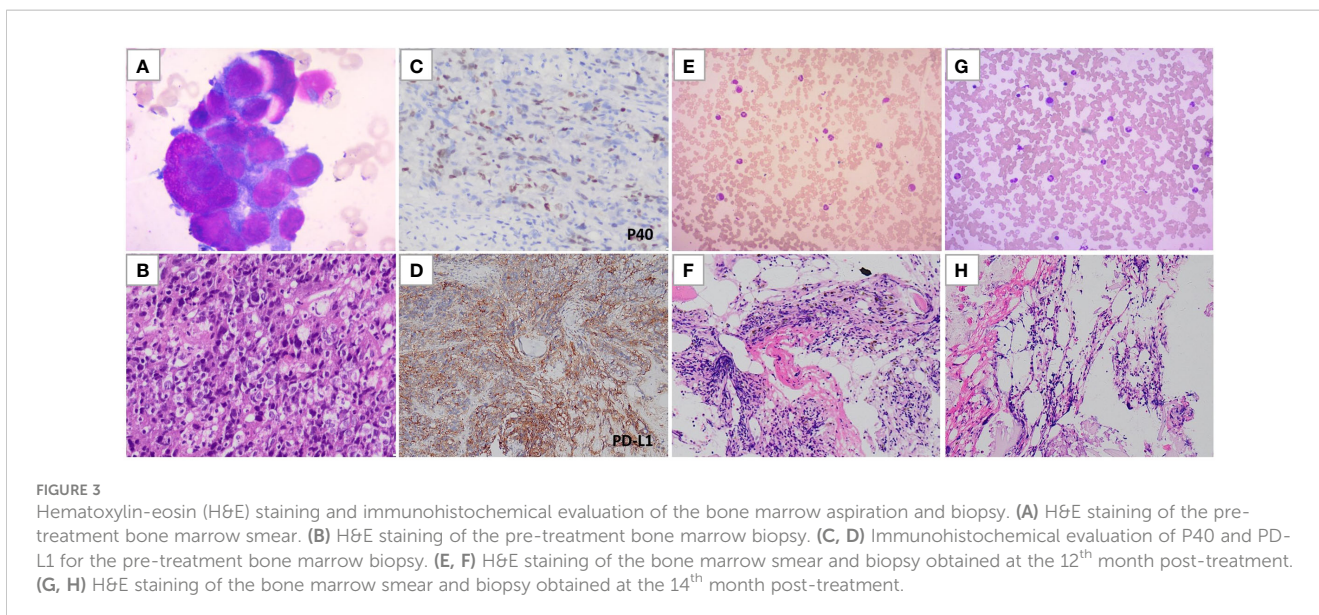 A
C
E
G
P40
B
D
F
H
PD-L1
FIGURE 3
Hematoxylin-eosin (H&E) staining and immunohistochemical evaluation of the bone marrow aspiration and biopsy. (A) H&E staining of the pre-
treatment bone marrow smear. (B) H&E staining of the pre-treatment bone marrow biopsy. (C, D) Immunohistochemical evaluation of P40 and PD-
L1 for the pre-treatment bone marrow biopsy. (E, F) H&E staining of the bone marrow smear and biopsy obtained at the 12th month post-treatment.
(G, H) H&E staining of the bone marrow smear and biopsy obtained at the 14th month post-treatment.